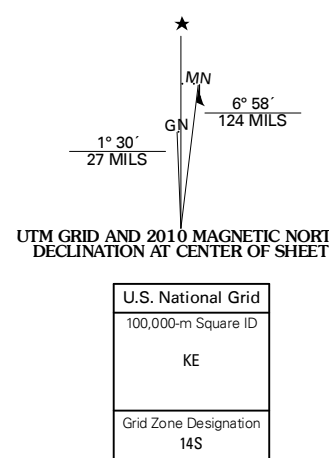 ★
MN
GN
6° 58´
124 MILS
1° 30´
27 MILS
UTM GRID AND 2010 MAGNETIC NORT
DECLINATION AT CENTER OF SHEET
U.S. National Grid
100,000-m Square ID
KE
Grid Zone Designation
14S